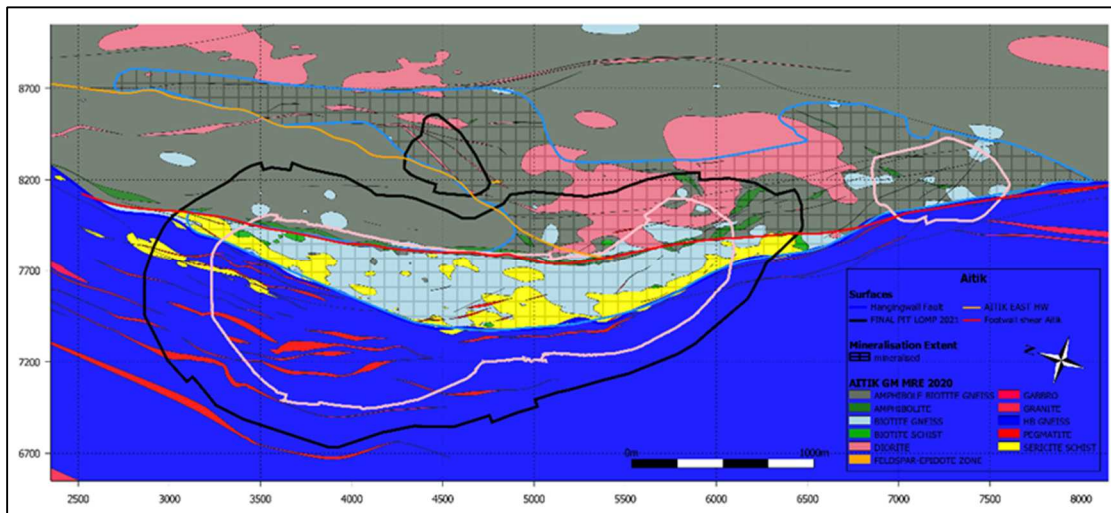 8700
8200
7700
7200
6700
2500 3000 3500 4000 4500 5000 5500 6000 6500 7000 7500 8000
0m 1000m
N
Aitik
Surfaces
Hangingwall Fault AITIK EAST HW
FINAL PIT LOMP 2021 Footwall shear Aitik
Mineralisation Extent
mineralised
AITIK GM MRE 2020
AMPHIBOLE BIOTITE GNEISS GABBRO
AMPHIBOLITE GRANITE
BIOTITE GNEISS HB GNEISS
BIOTITE SCHIST PEGMATITE
DIORITE SERICITE SCHIST
FELDSPAR-EPIDOTE ZONE